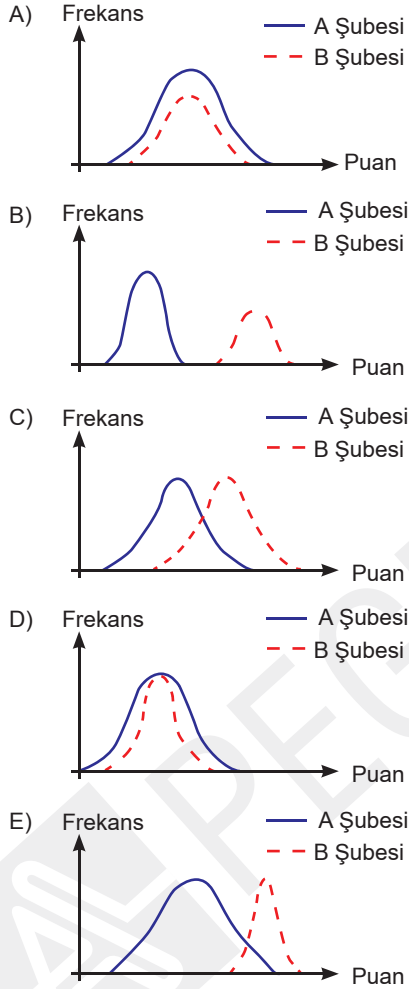 A) Frekans
A Şubesi
B Şubesi
Puan
B) Frekans
A Şubesi
B Şubesi
Puan
C) Frekans
A Şubesi
B Şubesi
Puan
D) Frekans
A Şubesi
B Şubesi
Puan
E) Frekans
A Şubesi
B Şubesi
Puan